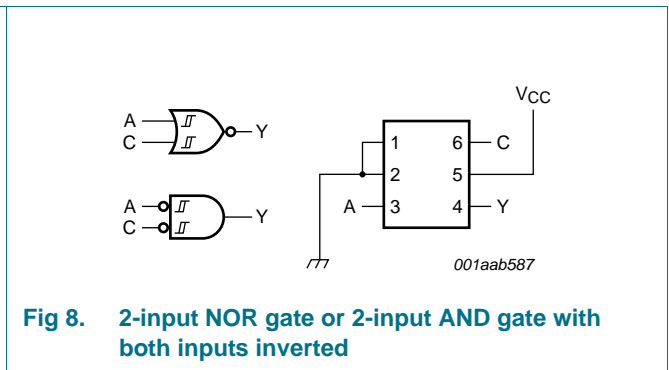 A
C
Y
A
C
Y
VCC
1 6 C
2 5
A 3 4 Y
001aab587
Fig 8. 2-input NOR gate or 2-input AND gate with
both inputs inverted